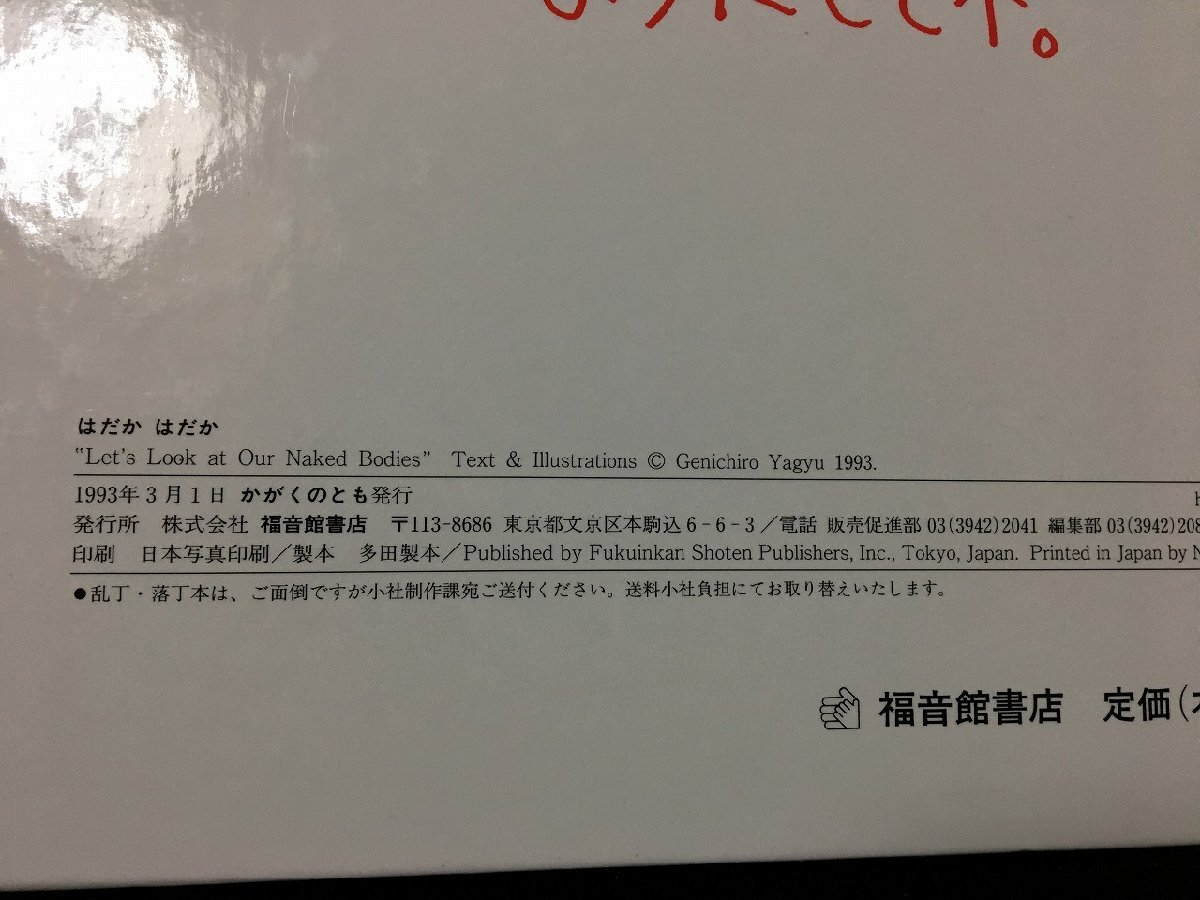 はだか はだか
"Let's Look at Our Naked Bodies" Text & Illustrations © Genichiro Yagyu 1993.
1993年3月1日 かがくのとも発行
発行所 株式会社 福音館書店 〒113-8686 東京都文京区本駒込6-6-3／電話 販売促進部 03(3942)2041 編集部 03(3942)208
印刷 日本写真印刷／製本 多田製本／Published by Fukuinkan Shoten Publishers, Inc., Tokyo, Japan. Printed in Japan by N
●乱丁・落丁本は、ご面倒ですが小社制作課宛ご送付ください。送料小社負担にてお取り替えいたします。
福音館書店 定価(本